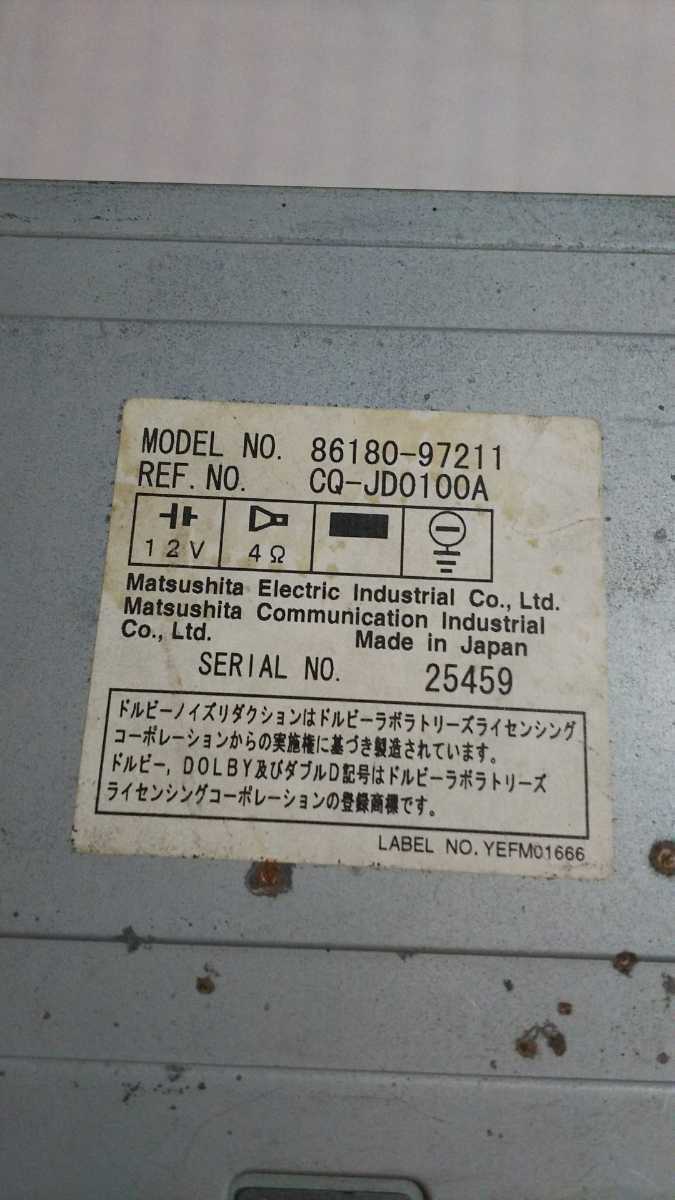 MODEL NO. 86180-97211
REF. NO. CQ-JD0100A
12V 4Ω
Matsushita Electric Industrial Co., Ltd.
Matsushita Communication Industrial
Co., Ltd. Made in Japan
SERIAL NO. 25459
ドルビーノイズリダクションはドルビーラボラトリーズライセンシング
コーポレーションからの実施権に基づき製造されています。
ドルビー, DOLBY及びダブルD記号はドルビーラボラトリーズ
ライセンシングコーポレーションの登録商標です。
LABEL NO. YEFM01666